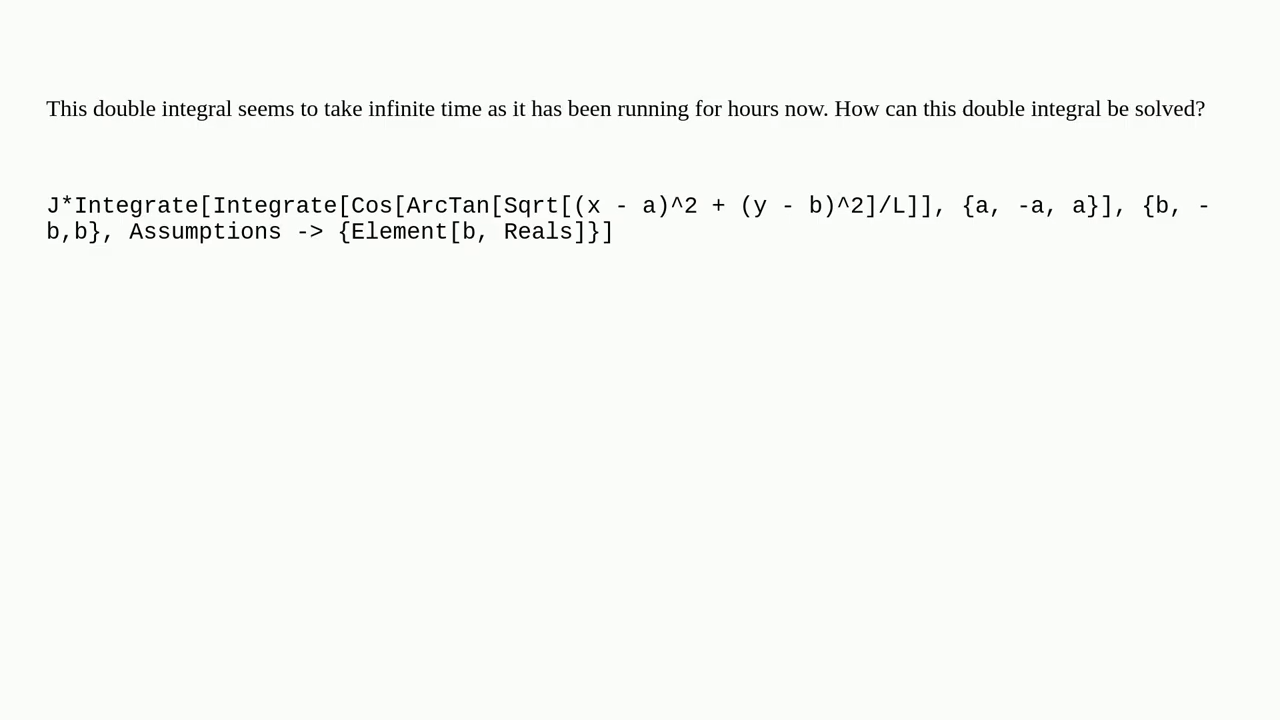 This double integral seems to take infinite time as it has been running for hours now. How can this double integral be solved?
J*Integrate[Integrate[Cos[ArcTan[Sqrt[(x - a)^2 + (y - b)^2]/L]], {a, -a, a}], {b, -
b,b}, Assumptions -> {Element[b, Reals]}]